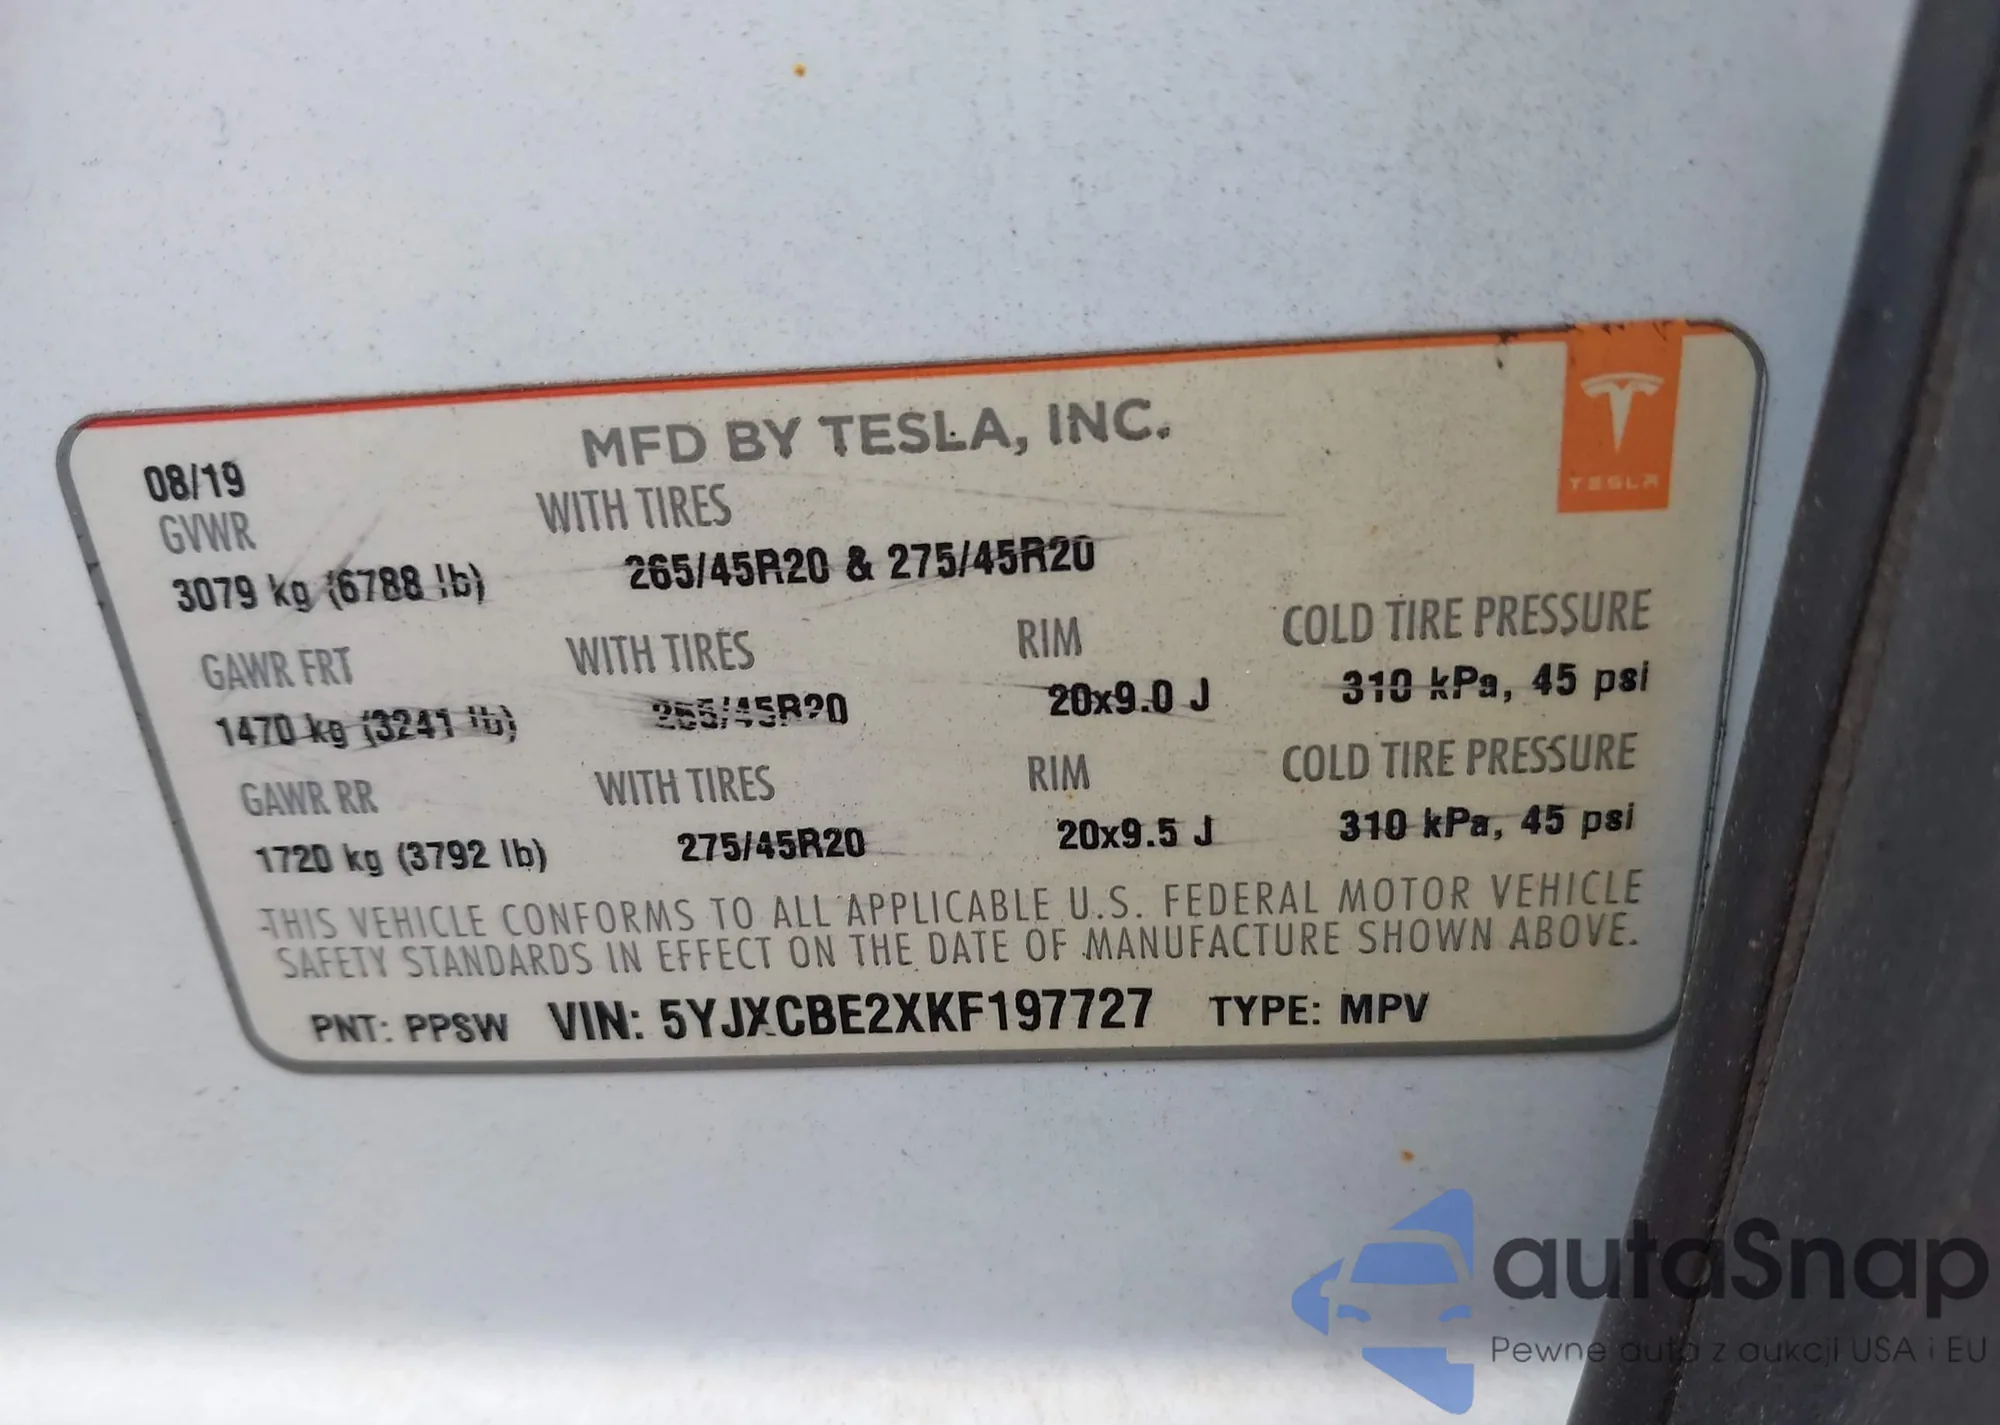 MFD BY TESLA, INC.
TESLA
08/19
GVWR WITH TIRES
3079 kg (6788 lb) 265/45R20 & 275/45R20
GAWR FRT WITH TIRES RIM COLD TIRE PRESSURE
1470 kg (3241 lb) 265/45R20 20x9.0 J 310 kPa, 45 psi
GAWR RR WITH TIRES RIM COLD TIRE PRESSURE
1720 kg (3792 lb) 275/45R20 20x9.5 J 310 kPa, 45 psi
THIS VEHICLE CONFORMS TO ALL APPLICABLE U.S. FEDERAL MOTOR VEHICLE
SAFETY STANDARDS IN EFFECT ON THE DATE OF MANUFACTURE SHOWN ABOVE.
PNT: PPSW VIN: 5YJXCBE2XKF197727 TYPE: MPV
autaSnap
Pewne auta z aukcji USA i EU